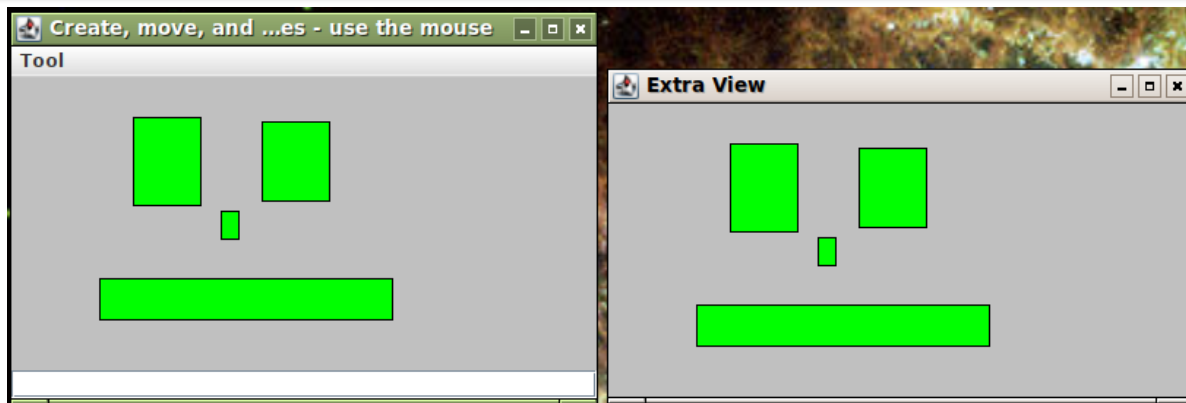 Create, move, and ...es - use the mouse
Tool
Extra View